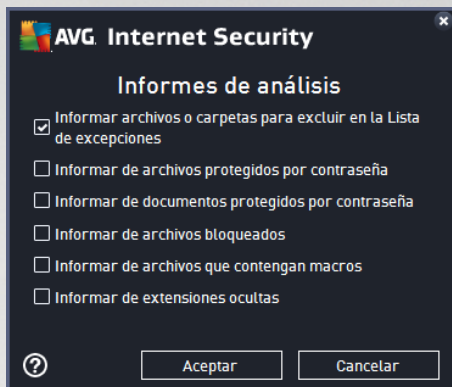 AVG. Internet Security
Informes de análisis
Informar archivos o carpetas para excluir en la Lista
de excepciones
Informar de archivos protegidos por contraseña
Informar de documentos protegidos por contraseña
Informar de archivos bloqueados
Informar de archivos que contengan macros
Informar de extensiones ocultas
? Aceptar Cancelar